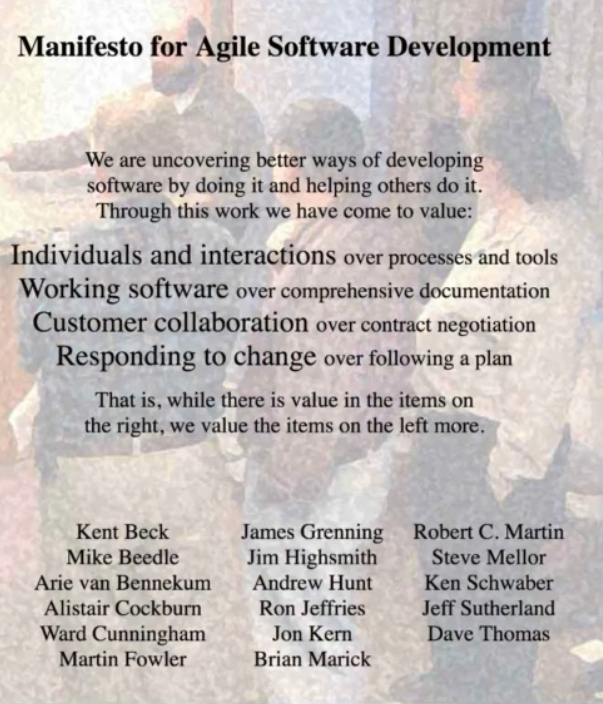 Manifesto for Agile Software Development
We are uncovering better ways of developing
software by doing it and helping others do it.
Through this work we have come to value:
Individuals and interactions over processes and tools
Working software over comprehensive documentation
Customer collaboration over contract negotiation
Responding to change over following a plan
That is, while there is value in the items on
the right, we value the items on the left more.
Kent Beck
Mike Beedle
Arie van Bennekum
Alistair Cockburn
Ward Cunningham
Martin Fowler
James Grenning
Jim Highsmith
Andrew Hunt
Ron Jeffries
Jon Kern
Brian Marick
Robert C. Martin
Steve Mellor
Ken Schwaber
Jeff Sutherland
Dave Thomas